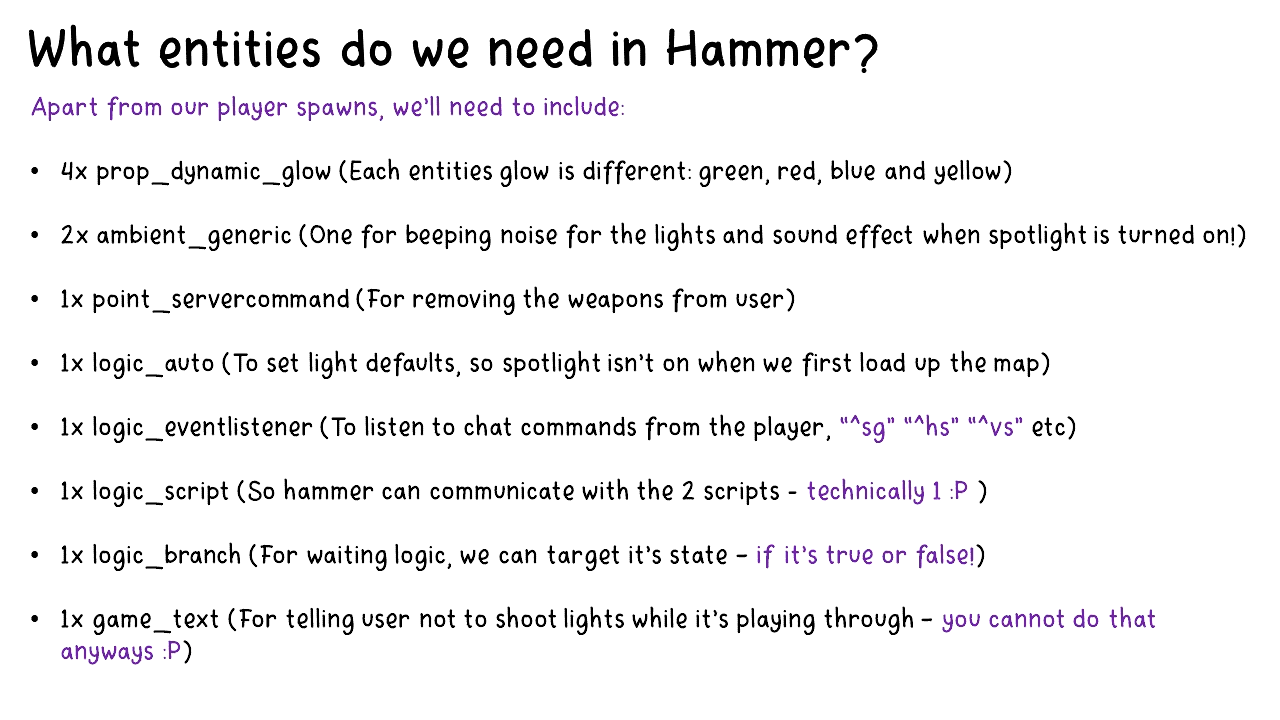 What entities do we need in Hammer?
Apart from our player spawns, we'll need to include:
• 4x prop_dynamic_glow (Each entities glow is different: green, red, blue and yellow)
• 2x ambient_generic (One for beeping noise for the lights and sound effect when spotlight is turned on!)
• 1x point_servercommand (For removing the weapons from user)
• 1x logic_auto (To set light defaults, so spotlight isn't on when we first load up the map)
• 1x logic_eventlistener (To listen to chat commands from the player, "^sg" "^hs" "^vs" etc)
• 1x logic_script (So hammer can communicate with the 2 scripts - technically 1 :P )
• 1x logic_branch (For waiting logic, we can target it's state – if it's true or false!)
• 1x game_text (For telling user not to shoot lights while it's playing through – you cannot do that
anyways :P)